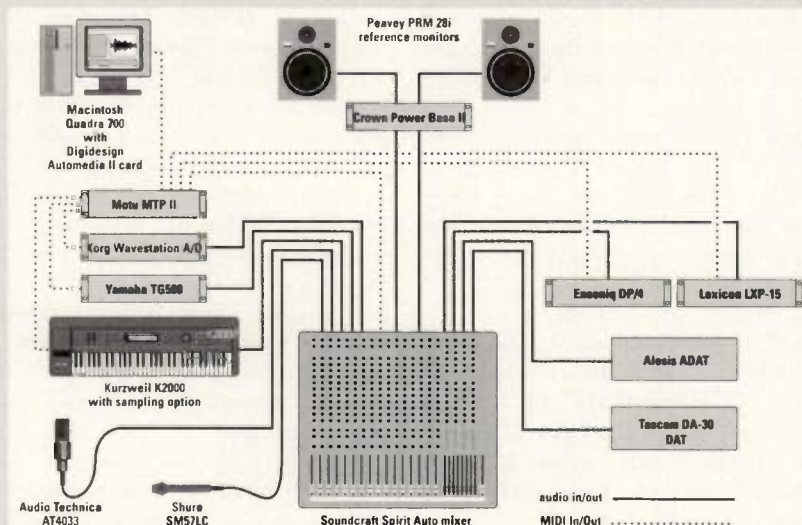 Peavey PRM 28i
reference monitors
Crown Power Base II
Macintosh
Quadra 700
with
Digidesign
Automedia II card
Motu MTP II
Korg Wavestation A/D
Yamaha TG500
Kurzweil K2000
with sampling option
Ensoniq DP/4
Lexicon LXP-15
Alesis ADAT
Tascam DA-30
DAT
Audio Technica
AT4033
Shure
SM57LC
Soundcraft Spirit Auto mixer
audio in/out
MIDI In/Out